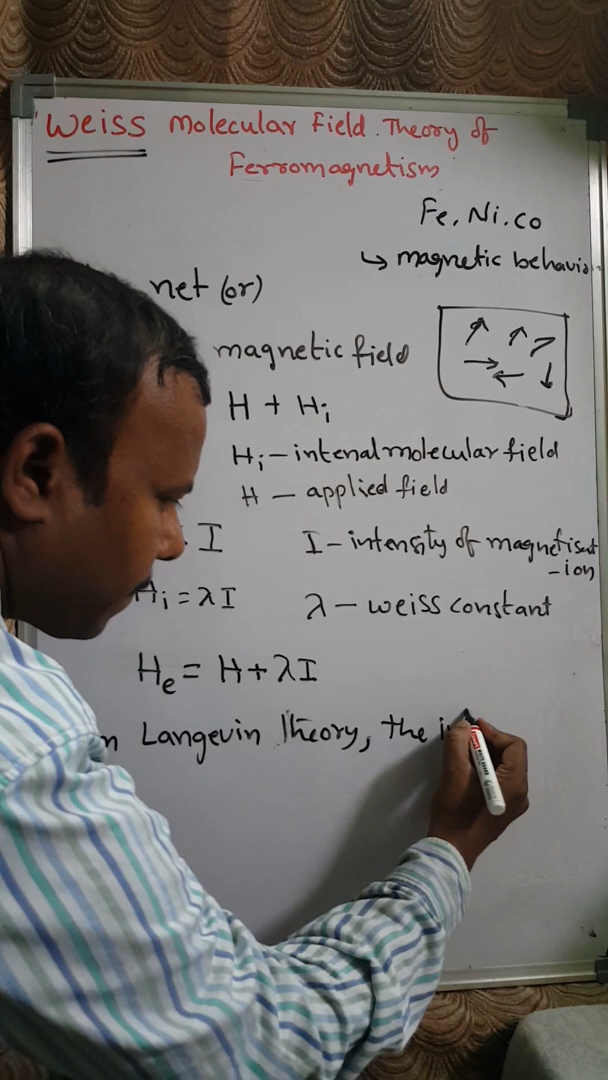 Weiss Molecular Field Theory of
Ferromagnetism
Fe, Ni, Co
↳ magnetic behavio
net (or)
magnetic field
H + Hi
Hi – intenal molecular field
H – applied field
I
I – intensity of magnetisat
-ion
Hi = λI
λ – weiss constant
He = H + λI
Langevin Theory, the